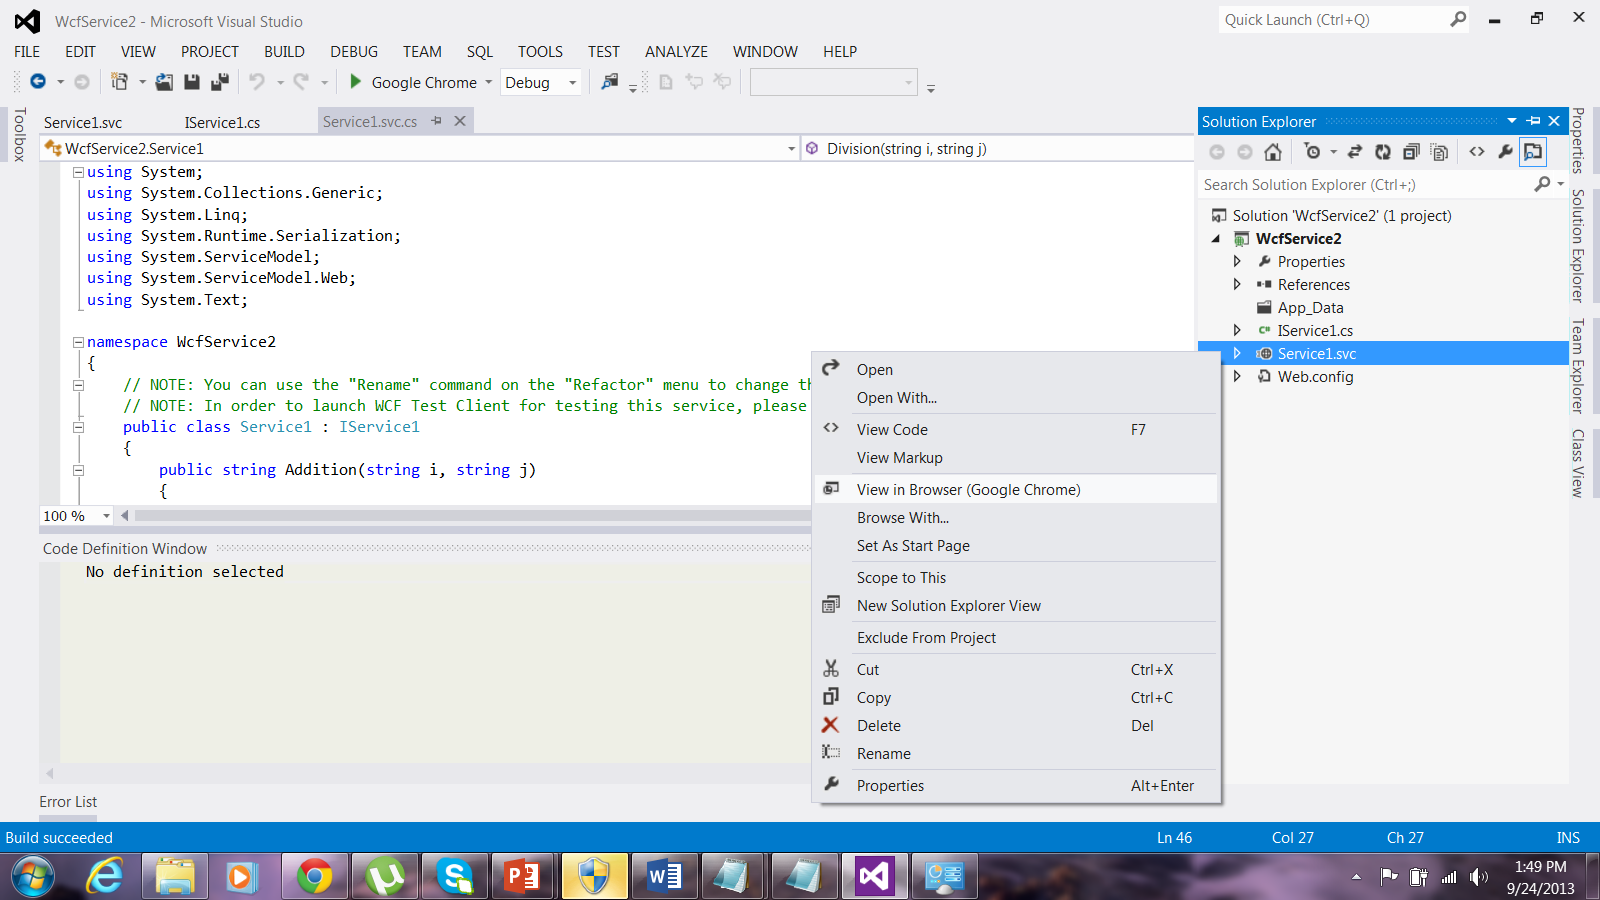 WcfService2 - Microsoft Visual Studio
Quick Launch (Ctrl+Q)
FILE EDIT VIEW PROJECT BUILD DEBUG TEAM SQL TOOLS TEST ANALYZE WINDOW HELP
Google Chrome Debug
Toolbox
Service1.svc IService1.cs Service1.svc.cs
WcfService2.Service1 Division(string i, string j)
using System;
using System.Collections.Generic;
using System.Linq;
using System.Runtime.Serialization;
using System.ServiceModel;
using System.ServiceModel.Web;
using System.Text;
namespace WcfService2
{
// NOTE: You can use the "Rename" command on the "Refactor" menu to change th
// NOTE: In order to launch WCF Test Client for testing this service, please
public class Service1 : IService1
{
public string Addition(string i, string j)
{
100 %
Code Definition Window
No definition selected
Error List
Open
Open With...
View Code F7
View Markup
View in Browser (Google Chrome)
Browse With...
Set As Start Page
Scope to This
New Solution Explorer View
Exclude From Project
Cut Ctrl+X
Copy Ctrl+C
Delete Del
Rename
Properties Alt+Enter
Solution Explorer
Search Solution Explorer (Ctrl+;)
Solution 'WcfService2' (1 project)
WcfService2
Properties
References
App_Data
C# IService1.cs
Service1.svc
Web.config
Properties
Solution Explorer
Team Explorer
Class View
Build succeeded Ln 46 Col 27 Ch 27 INS
1:49 PM
9/24/2013